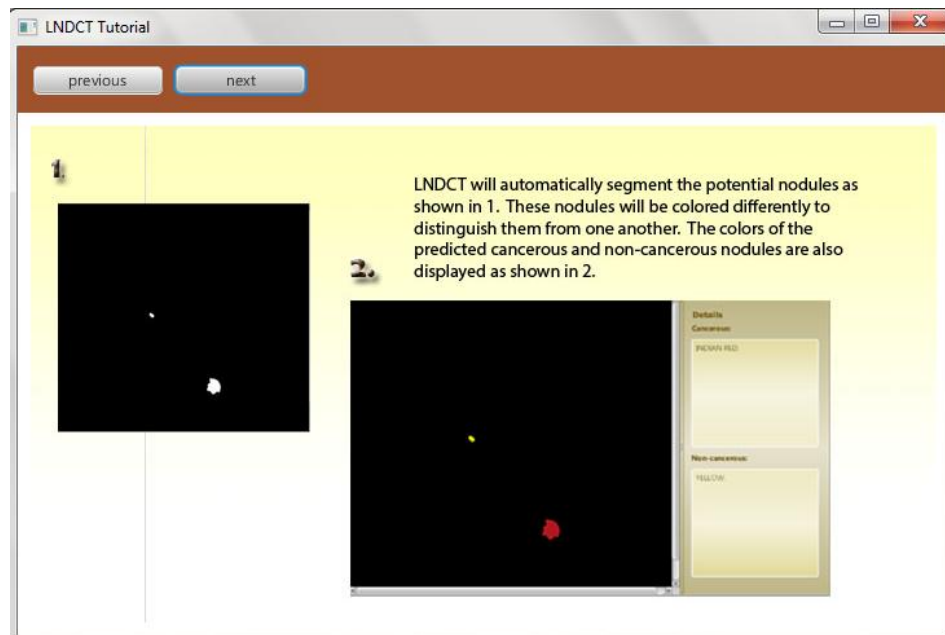 LNDCT Tutorial
previous
next
1.
LNDCT will automatically segment the potential nodules as
shown in 1. These nodules will be colored differently to
distinguish them from one another. The colors of the
predicted cancerous and non-cancerous nodules are also
displayed as shown in 2.
2.
Details
Cancerous:
INDIAN RED
Non-cancerous:
YELLOW